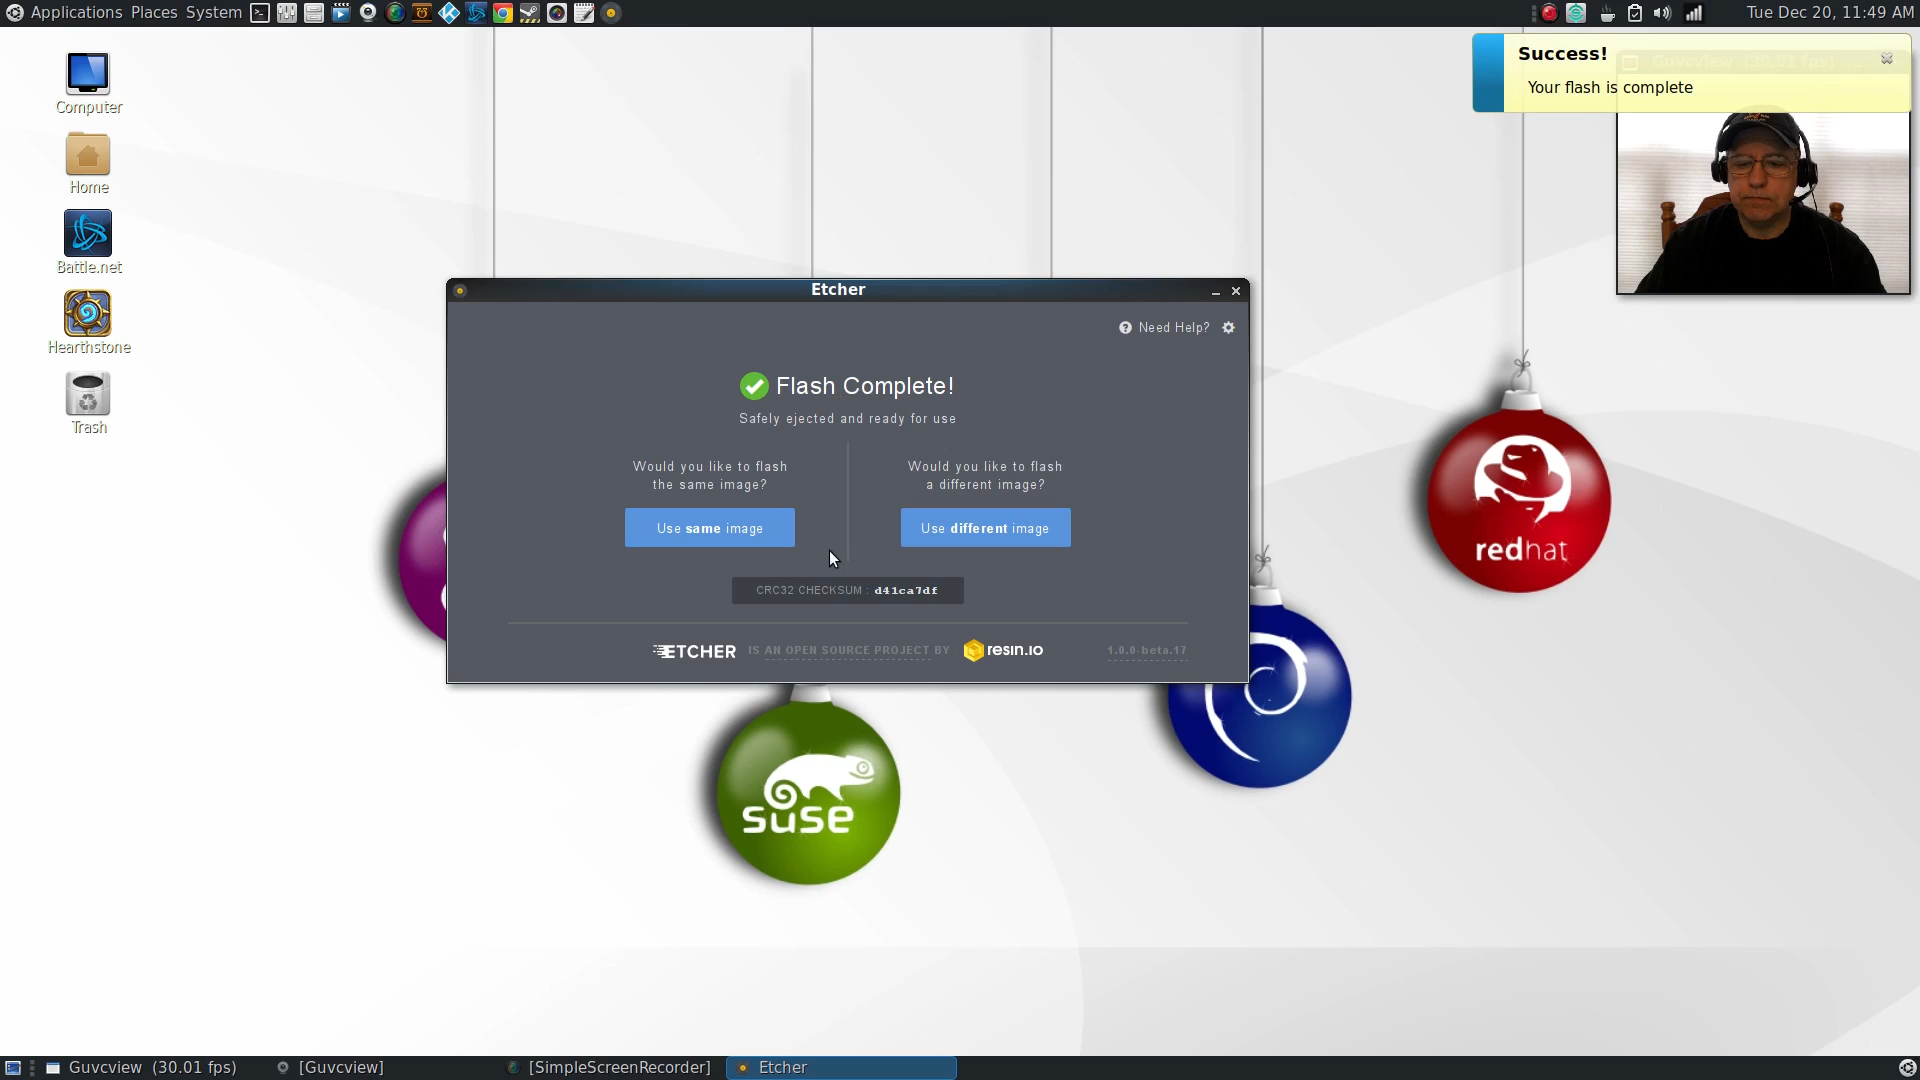 Applications Places System
Tue Dec 20, 11:49 AM
Success!
Your flash is complete
Computer
Home
Battle.net
Hearthstone
Trash
Etcher
Need Help?
Flash Complete!
Safely ejected and ready for use
Would you like to flash
the same image?
Use same image
Would you like to flash
a different image?
Use different image
CRC32 CHECKSUM : d41ca7df
ETCHER IS AN OPEN SOURCE PROJECT BY resin.io 1.0.0-beta.17
redhat
suse
Guvcview (30.01 fps)
[Guvcview]
[SimpleScreenRecorder]
Etcher